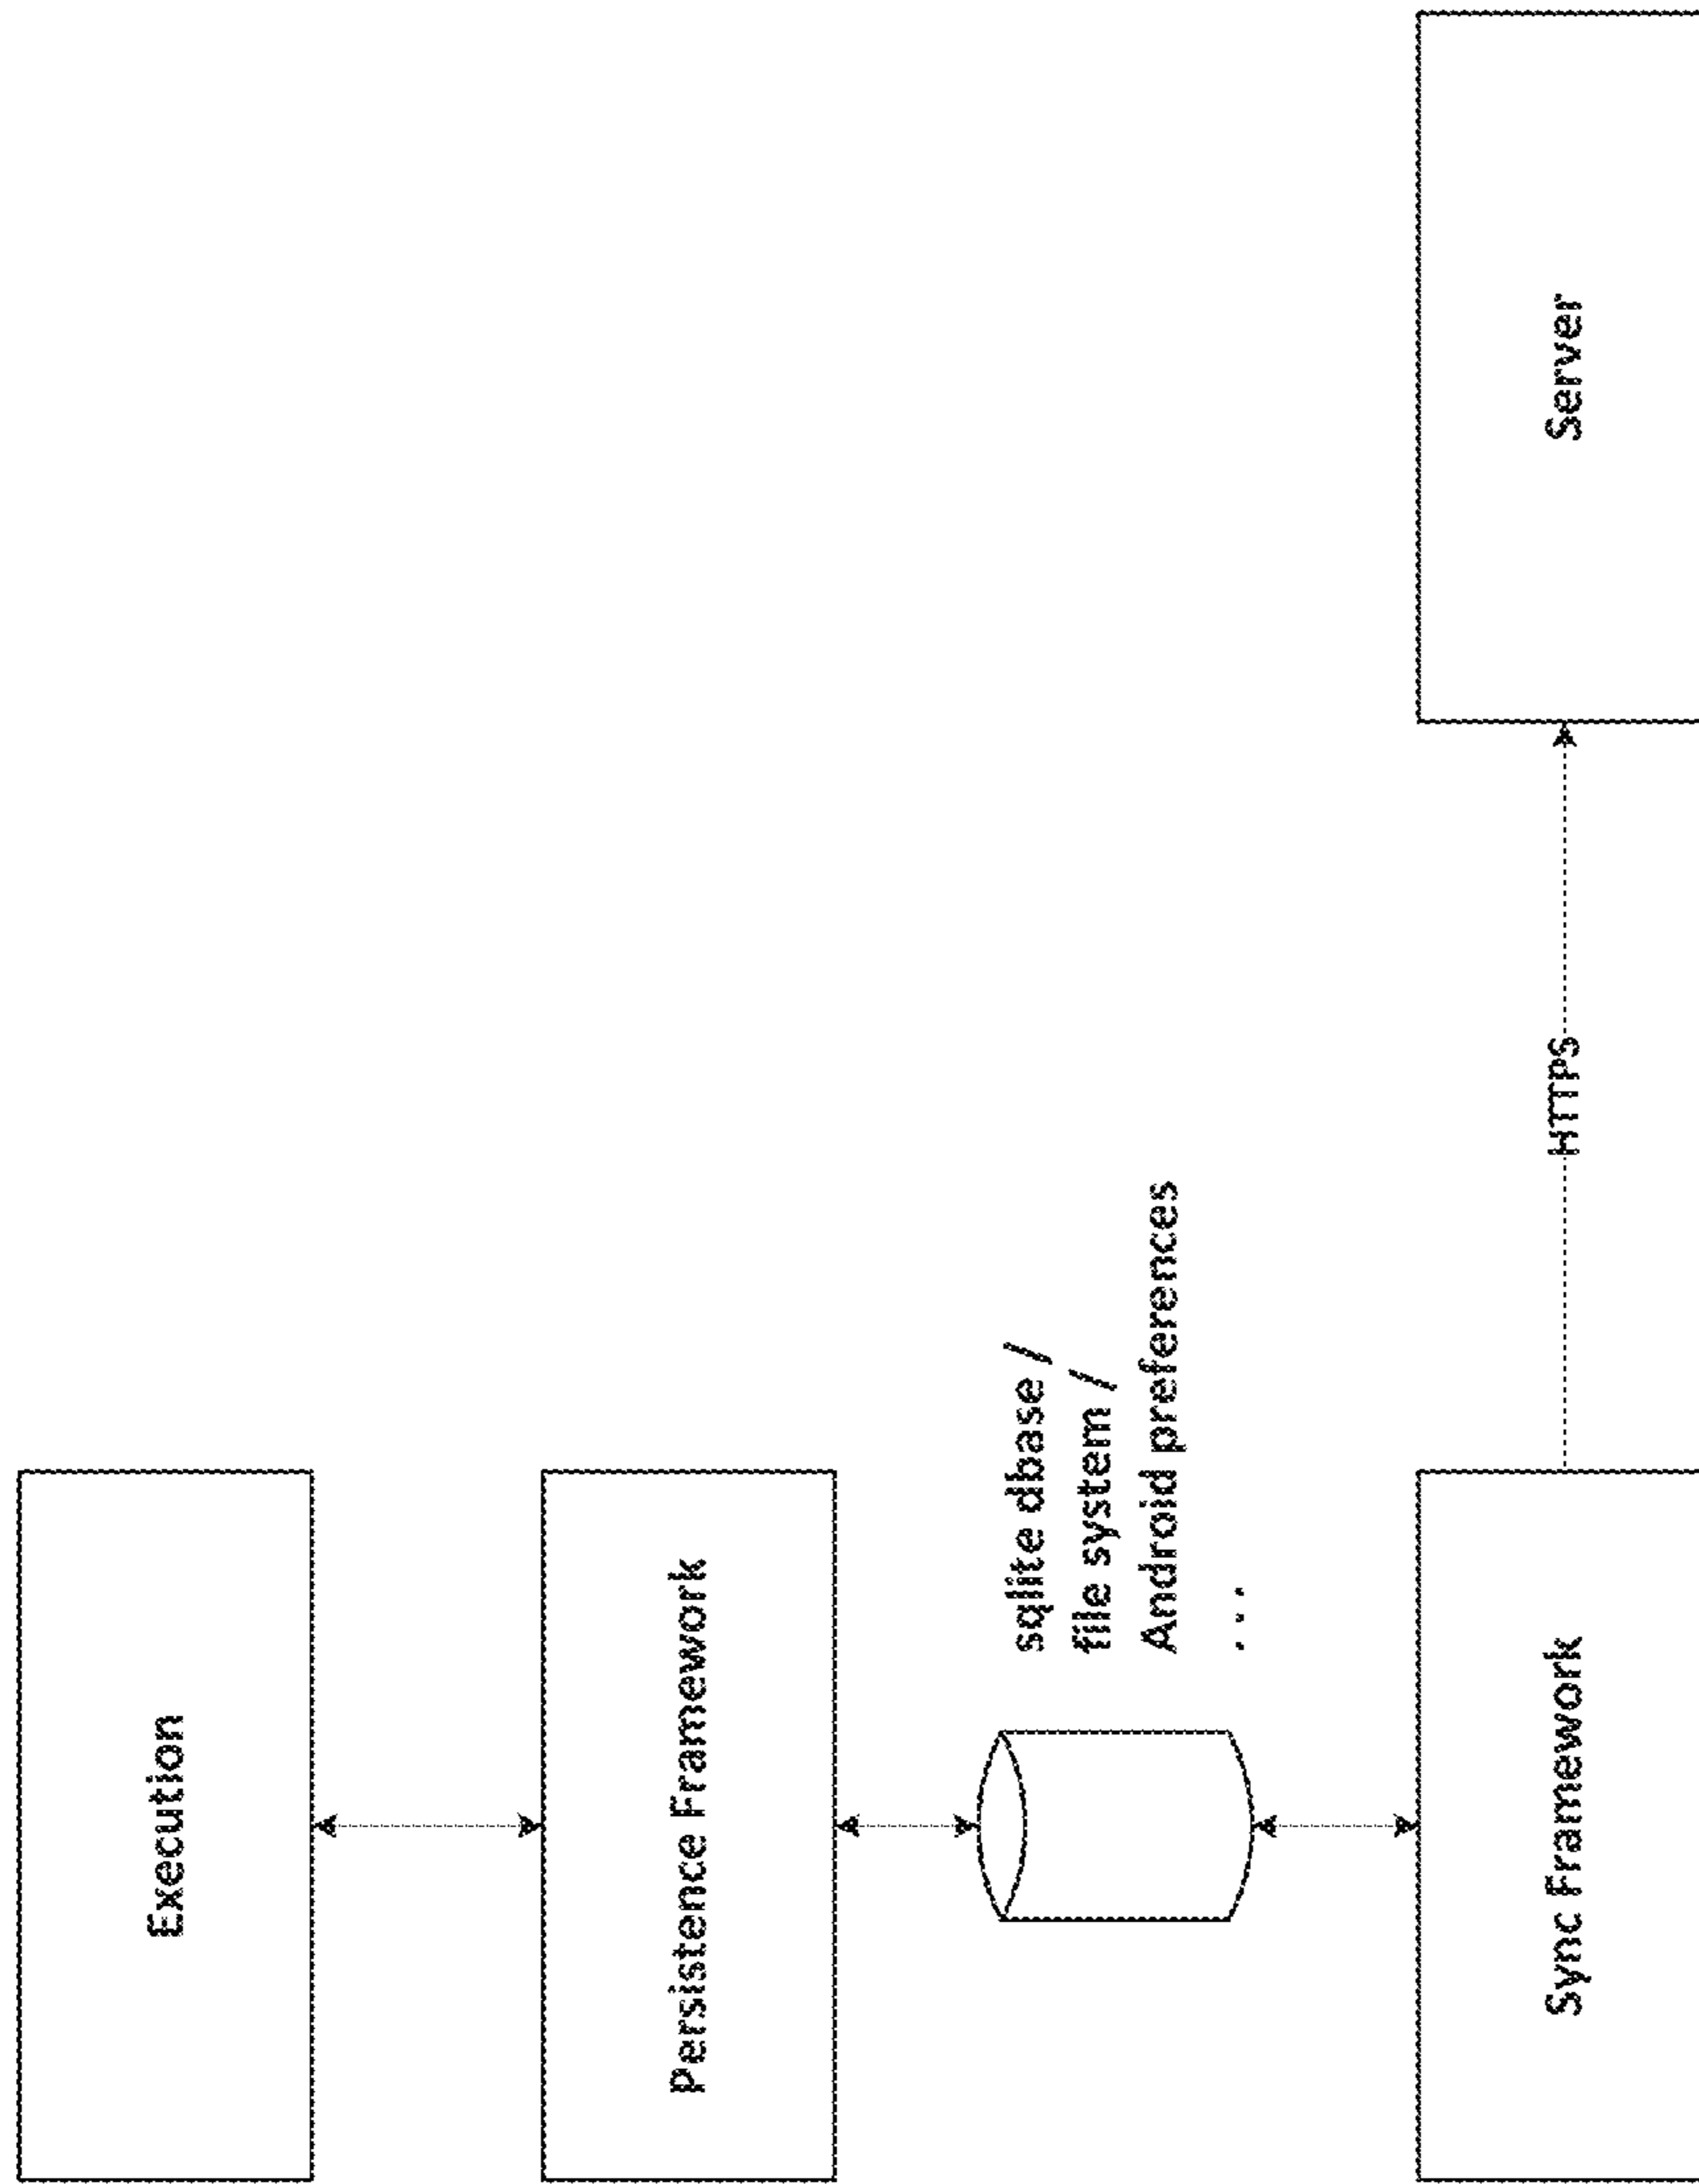 Execution
Persistence Framework
sqlite dbase /
file system /
Android preferences
...
Sync Framework
HTTPS
Server